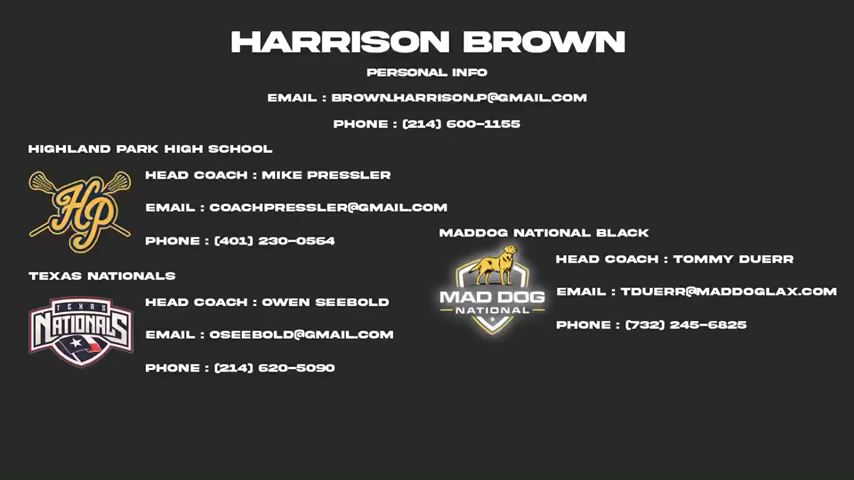 HARRISON BROWN
PERSONAL INFO
EMAIL : BROWN.HARRISON.P@GMAIL.COM
PHONE : (214) 600-1155
HIGHLAND PARK HIGH SCHOOL
HP
HEAD COACH : MIKE PRESSLER
EMAIL : COACHPRESSLER@GMAIL.COM
PHONE : (401) 230-0564
TEXAS NATIONALS
TEXAS
NATIONALS
HEAD COACH : OWEN SEEBOLD
EMAIL : OSEEBOLD@GMAIL.COM
PHONE : (214) 620-5090
MADDOG NATIONAL BLACK
MAD DOG
NATIONAL
HEAD COACH : TOMMY DUERR
EMAIL : TDUERR@MADDOGLAX.COM
PHONE : (732) 245-6825